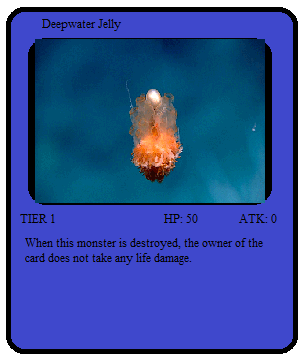 Deepwater Jelly
TIER 1 HP: 50 ATK: 0
When this monster is destroyed, the owner of the
card does not take any life damage.